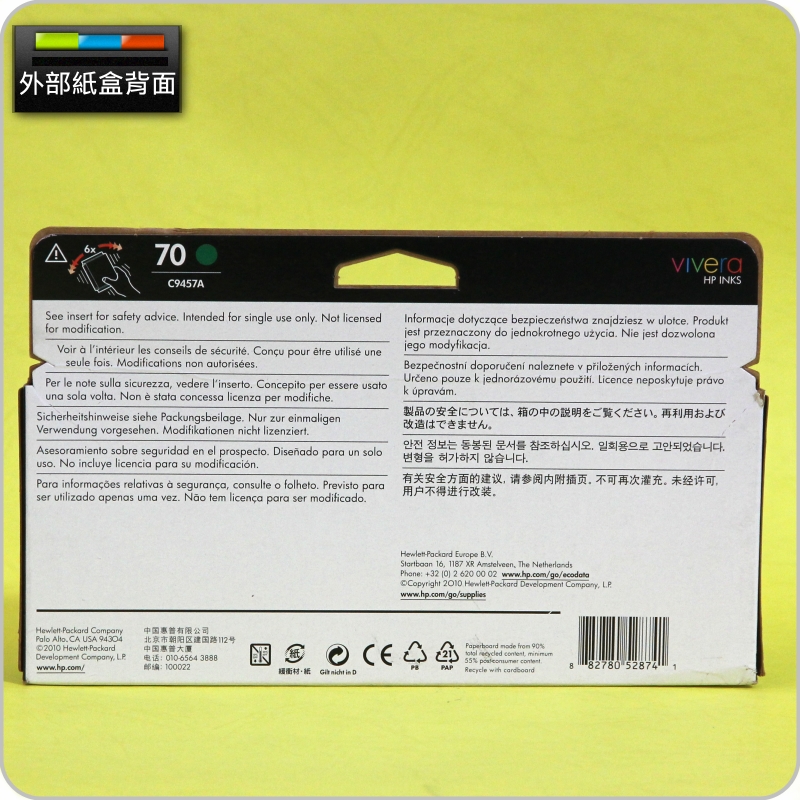 外部紙盒背面
6x
70
C9457A
vivera
HP INKS
See insert for safety advice. Intended for single use only. Not licensed
for modification.
Voir à l'intérieur les conseils de sécurité. Conçu pour être utilisé une
seule fois. Modifications non autorisées.
Per le note sulla sicurezza, vedere l'inserto. Concepito per essere usato
una sola volta. Non è stata concessa licenza per modifiche.
Sicherheitshinweise siehe Packungsbeilage. Nur zur einmaligen
Verwendung vorgesehen. Modifikationen nicht lizenziert.
Asesoramiento sobre seguridad en el prospecto. Diseñado para un solo
uso. No incluye licencia para su modificación.
Para informações relativas à segurança, consulte o folheto. Previsto para
ser utilizado apenas uma vez. Não tem licença para ser modificado.
Informacje dotyczące bezpieczeństwa znajdziesz w ulotce. Produkt
jest przeznaczony do jednokrotnego użycia. Nie jest dozwolona
jego modyfikacja.
Bezpečnostní doporučení naleznete v přiložených informacích.
Určeno pouze k jednorázovému použití. Licence neposkytuje právo
k úpravám.
製品の安全については、箱の中の説明をご覧ください。再利用および
改造はできません。
안전 정보는 동봉된 문서를 참조하십시오. 일회용으로 고안되었습니다.
변형을 허가하지 않습니다.
有关安全方面的建议, 请参阅内附插页。不可再次灌充。未经许可,
用户不得进行改装。
Hewlett-Packard Europe B.V.
Startbaan 16, 1187 XR Amstelveen, The Netherlands
Phone: +32 (0) 2 620 00 02 www.hp.com/go/ecodata
©Copyright 2010 Hewlett-Packard Development Company, L.P.
www.hp.com/go/supplies
Hewlett-Packard Company
Palo Alto, CA USA 94304
©2010 Hewlett-Packard
Development Company, L.P.
www.hp.com/
中国惠普有限公司
北京市朝阳区建国路112号
中国惠普大厦
电话: 010-6564 3888
邮编: 100022
紙
緩衝材・紙
Gilt nicht in D
CE
PB
21
PAP
Paperboard made from 90%
total recycled content, minimum
55% postconsumer content.
Recycle with cardboard
8 82780 52874 1